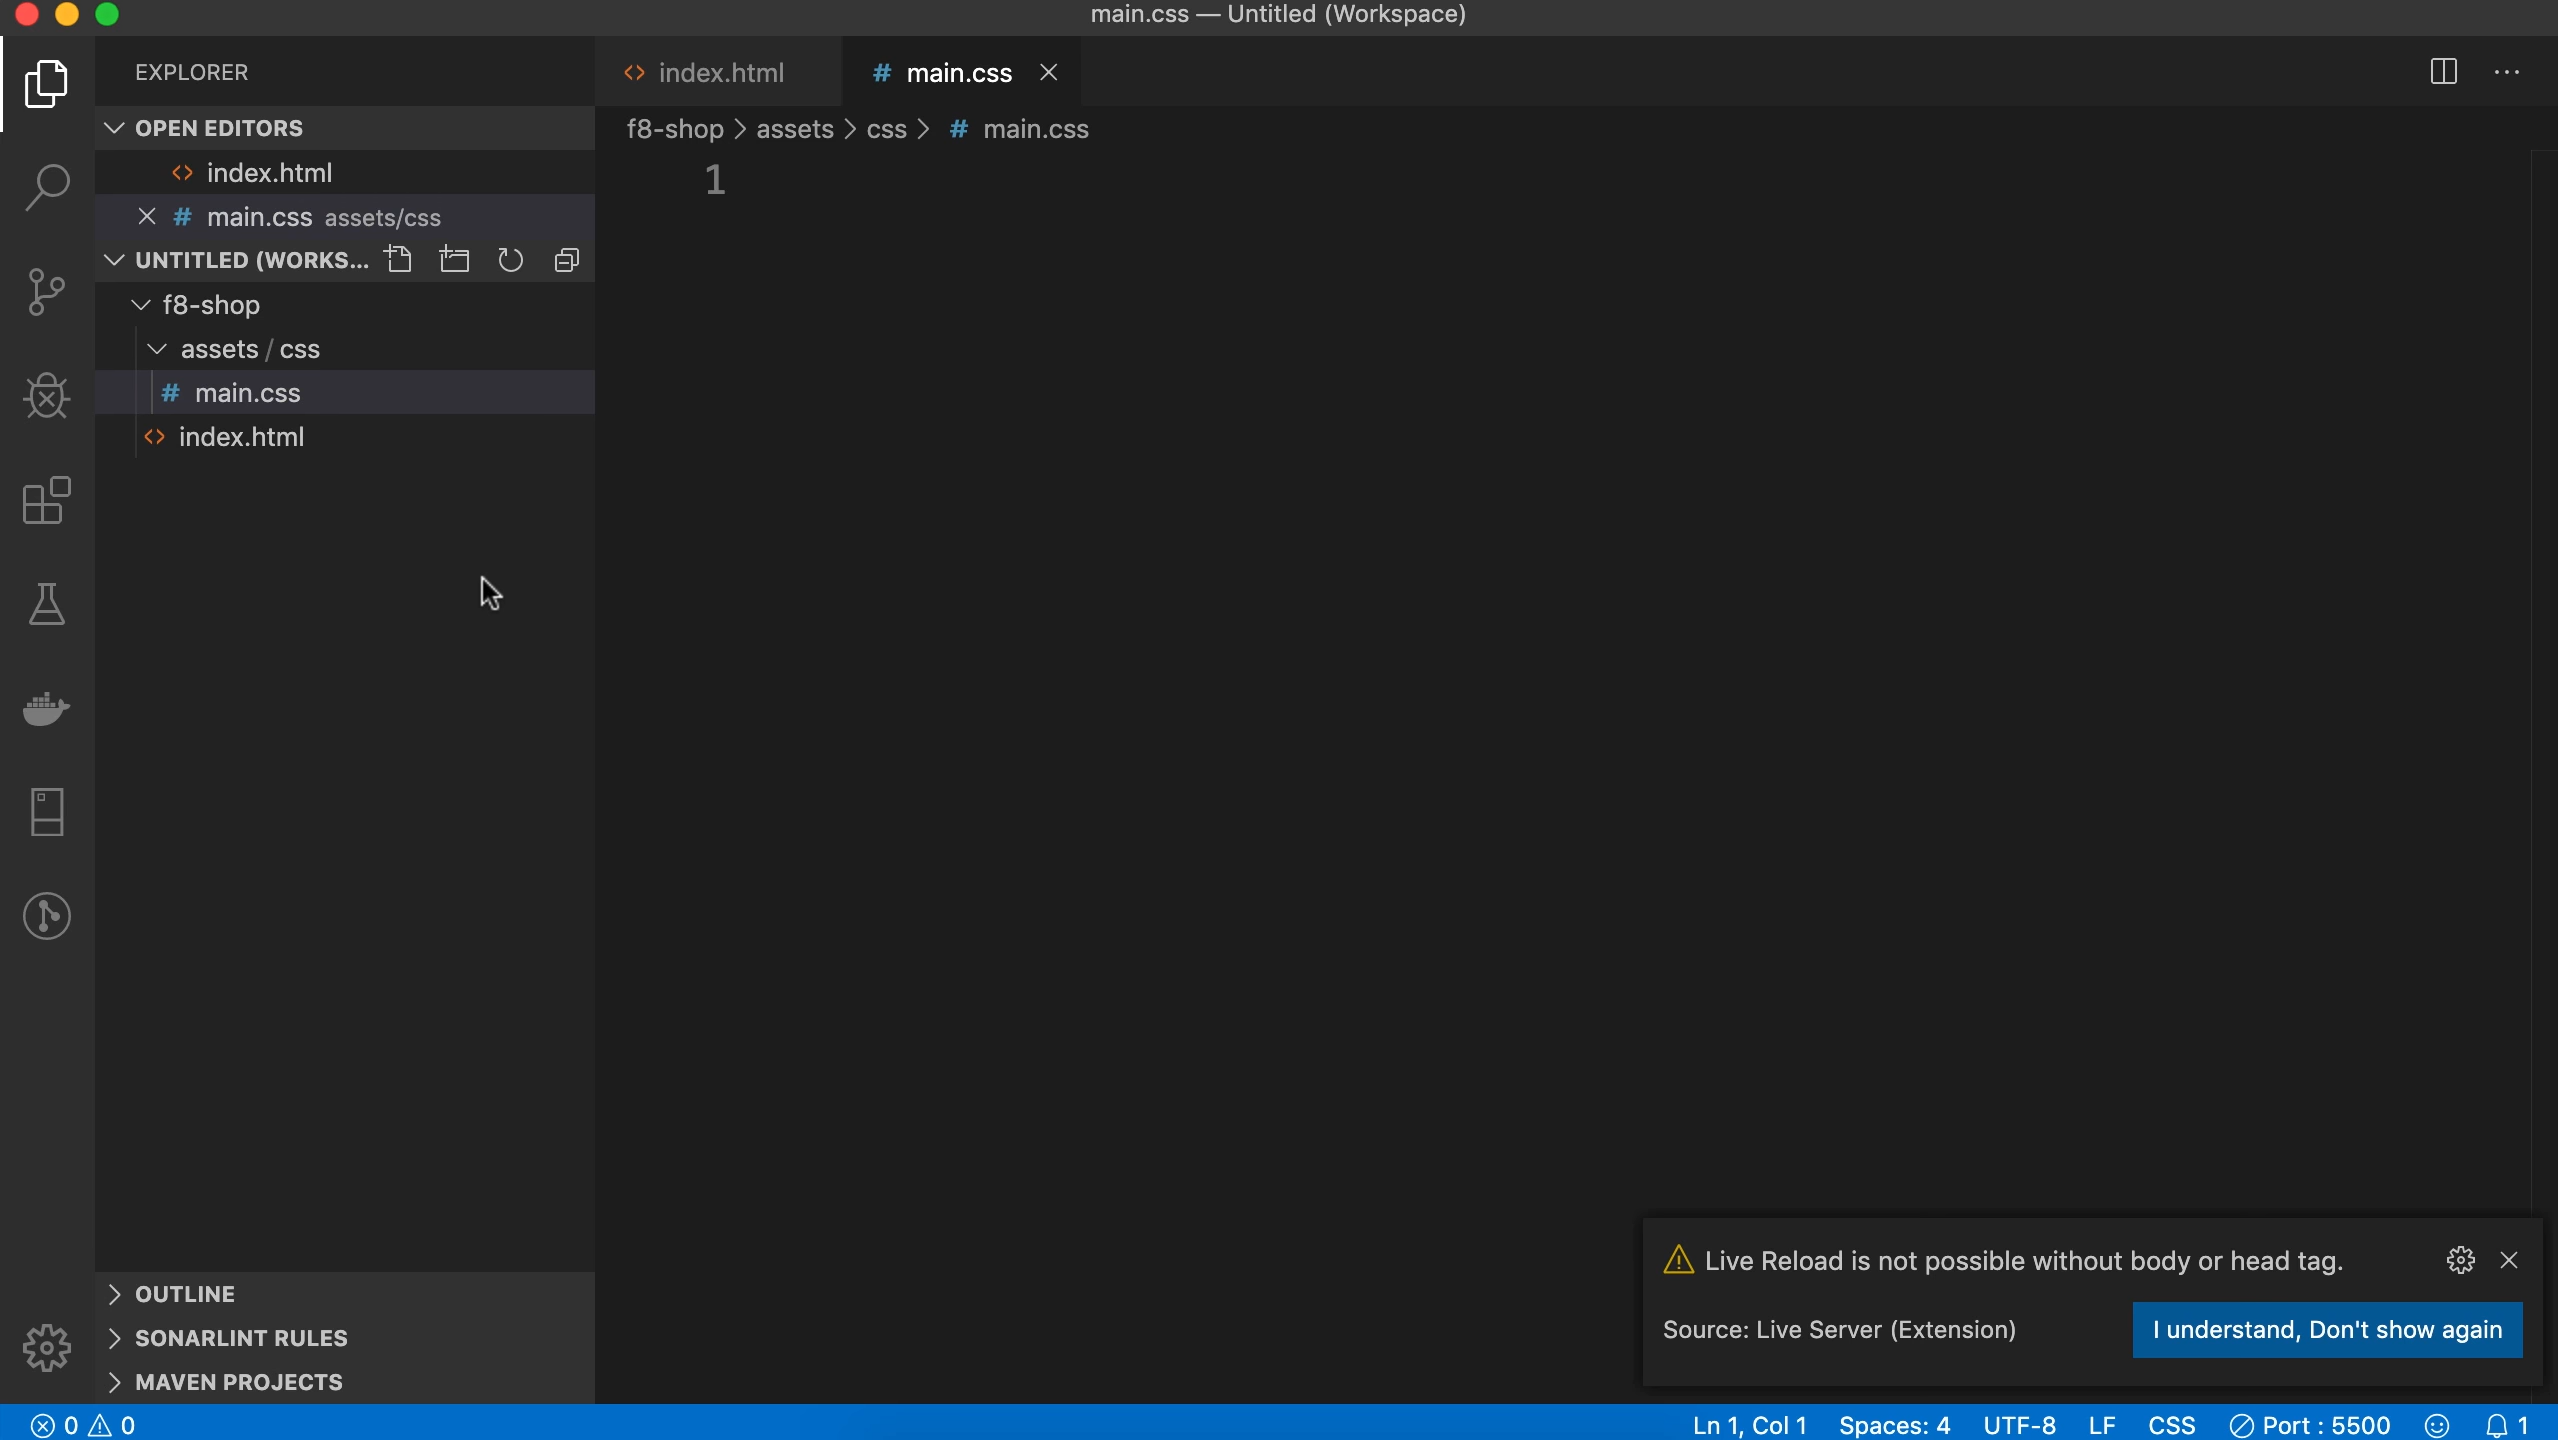 main.css — Untitled (Workspace)
EXPLORER
OPEN EDITORS
index.html
main.css assets/css
UNTITLED (WORKS...
f8-shop
assets / css
# main.css
index.html
OUTLINE
SONARLINT RULES
MAVEN PROJECTS
index.html
# main.css
f8-shop > assets > css > # main.css
1
Live Reload is not possible without body or head tag.
Source: Live Server (Extension)
I understand, Don't show again
0 0
Ln 1, Col 1 Spaces: 4 UTF-8 LF CSS Port : 5500 1